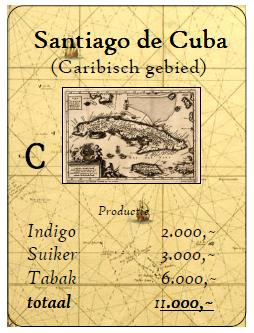 Santiago de Cuba
(Caribisch gebied)
C
Productie
Indigo 2.000,~
Suiker 3.000,~
Tabak 6.000,~
totaal 11.000,~